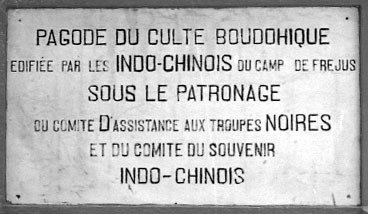 PAGODE DU CULTE BOUDDHIQUE
EDIFIÉE PAR LES INDO-CHINOIS DU CAMP DE FREJUS
SOUS LE PATRONAGE
DU COMITE D'ASSISTANCE AUX TROUPES NOIRES
ET DU COMITE DU SOUVENIR
INDO-CHINOIS